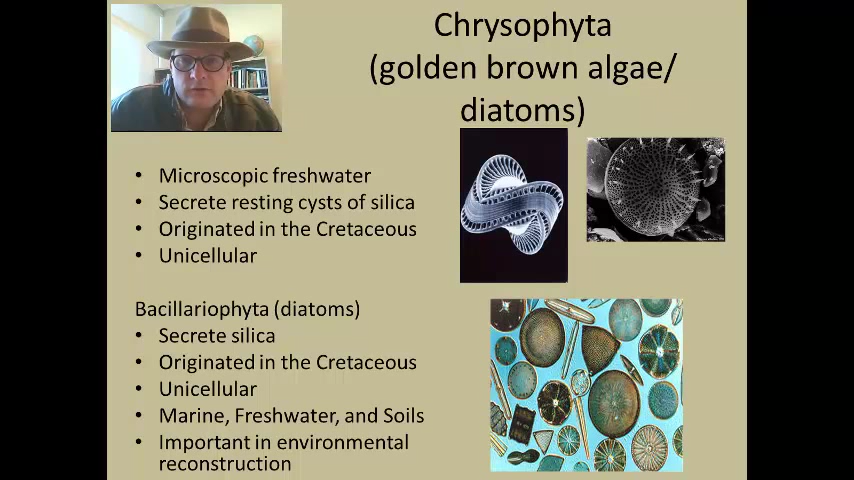 Chrysophyta
(golden brown algae/
diatoms)
• Microscopic freshwater
• Secrete resting cysts of silica
• Originated in the Cretaceous
• Unicellular
Bacillariophyta (diatoms)
• Secrete silica
• Originated in the Cretaceous
• Unicellular
• Marine, Freshwater, and Soils
• Important in environmental
reconstruction